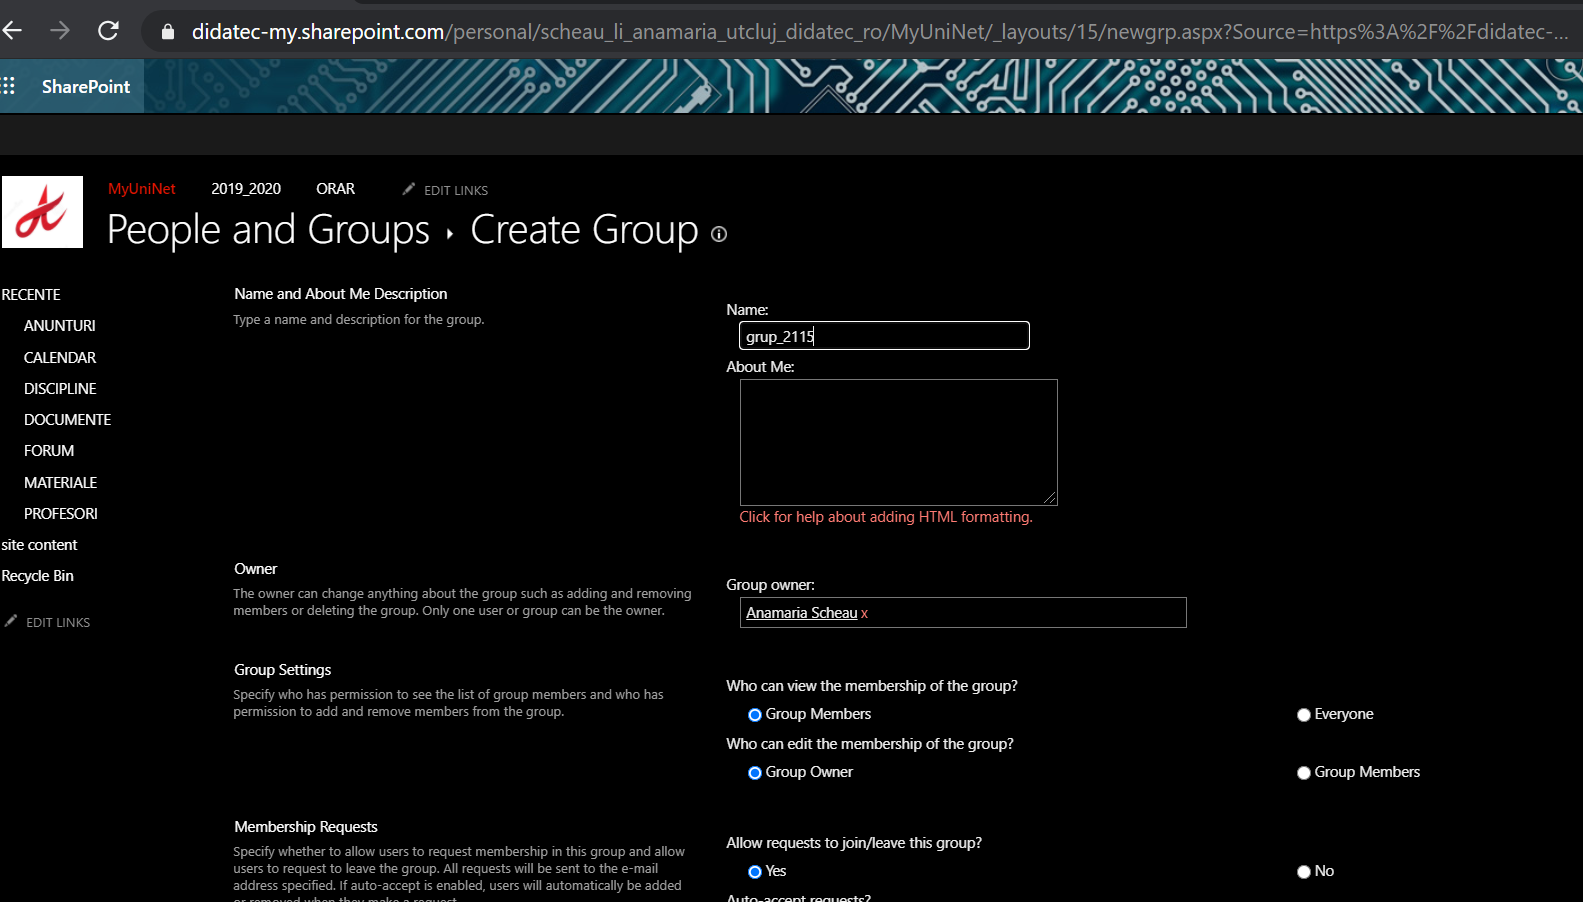 didatec-my.sharepoint.com/personal/scheau_li_anamaria_utcluj_didatec_ro/MyUniNet/_layouts/15/newgrp.aspx?Source=https%3A%2F%2Fdidatec-...
SharePoint
MyUniNet 2019_2020 ORAR EDIT LINKS
People and Groups ▸ Create Group
RECENTE
ANUNTURI
CALENDAR
DISCIPLINE
DOCUMENTE
FORUM
MATERIALE
PROFESORI
site content
Recycle Bin
EDIT LINKS
Name and About Me Description
Type a name and description for the group.
Name:
grup_2115
About Me:
Click for help about adding HTML formatting.
Owner
The owner can change anything about the group such as adding and removing
members or deleting the group. Only one user or group can be the owner.
Group owner:
Anamaria Scheau x
Group Settings
Specify who has permission to see the list of group members and who has
permission to add and remove members from the group.
Who can view the membership of the group?
Group Members Everyone
Who can edit the membership of the group?
Group Owner Group Members
Membership Requests
Specify whether to allow users to request membership in this group and allow
users to request to leave the group. All requests will be sent to the e-mail
address specified. If auto-accept is enabled, users will automatically be added
or removed when they make a request.
Allow requests to join/leave this group?
Yes No
Auto-accept requests?